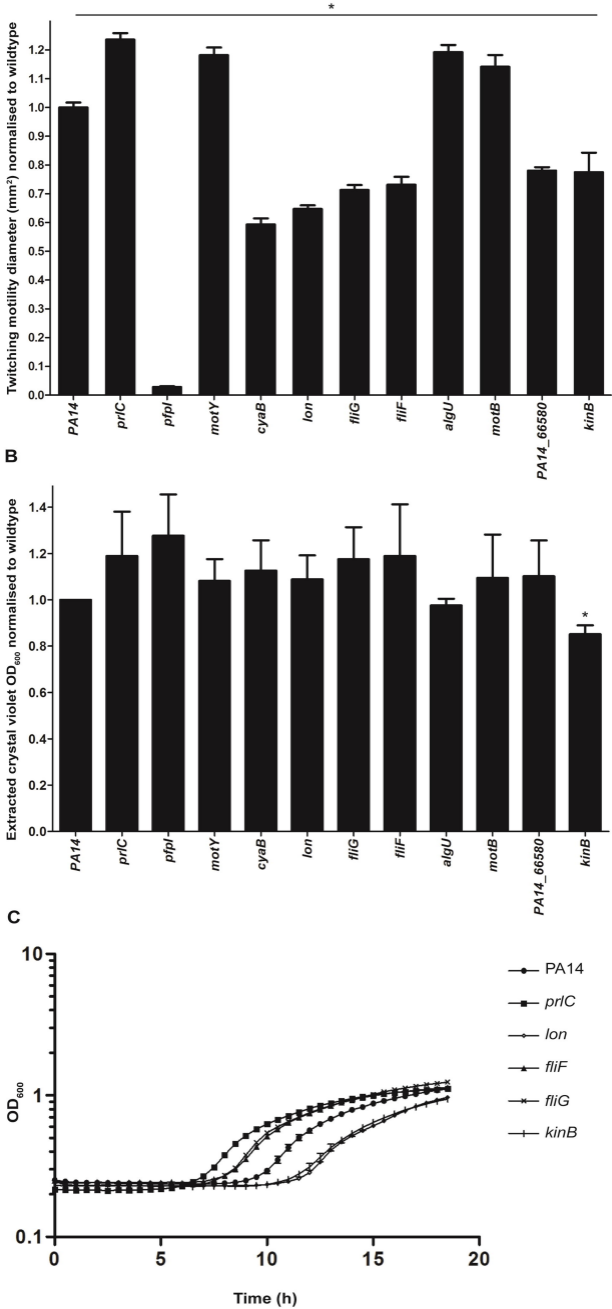 *
Twitching motility diameter (mm²) normalised to wildtype
1.2
1.1
1.0
0.9
0.8
0.7
0.6
0.5
0.4
0.3
0.2
0.1
0.0
PA14
prlC
pfpI
motY
cyaB
lon
fliG
fliF
algU
motB
PA14_66580
kinB
B
Extracted crystal violet OD600 normalised to wildtype
1.4
1.2
1.0
0.8
0.6
0.4
0.2
0.0
*
PA14
prlC
pfpI
motY
cyaB
lon
fliG
fliF
algU
motB
PA14_66580
kinB
C
OD600
10
1
0.1
0
5
10
15
20
Time (h)
PA14
prlC
lon
fliF
fliG
kinB